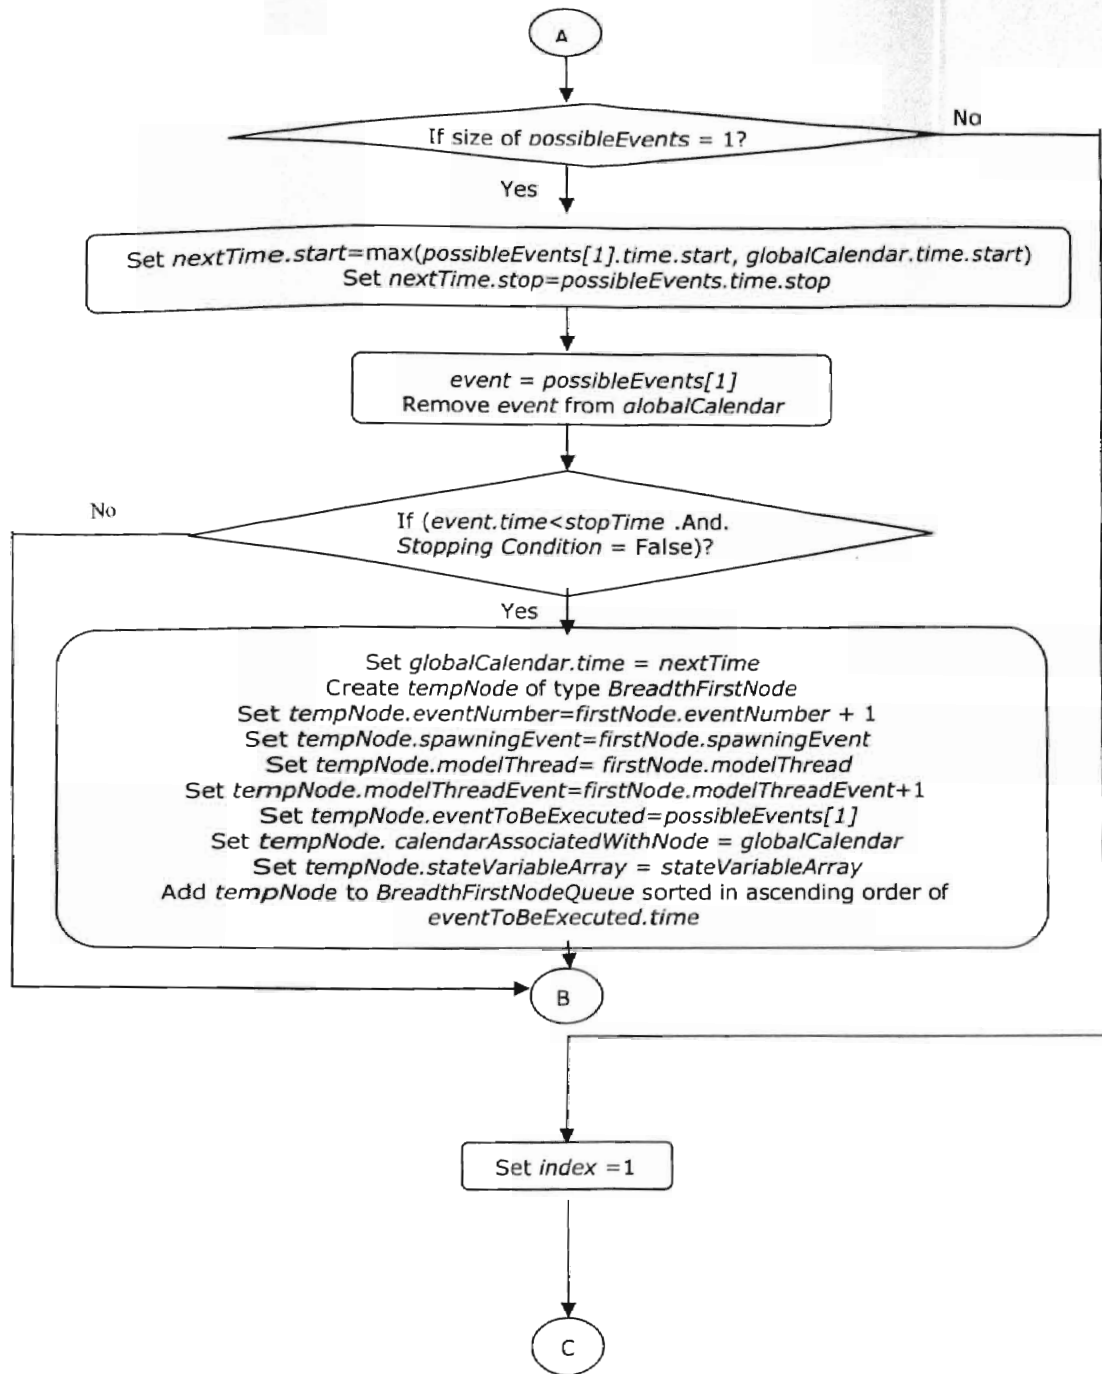 A
If size of possibleEvents = 1?
No
Yes
Set nextTime.start=max(possibleEvents[1].time.start, globalCalendar.time.start)
Set nextTime.stop=possibleEvents.time.stop
event = possibleEvents[1]
Remove event from globalCalendar
No
If (event.time<stopTime .And.
Stopping Condition = False)?
Yes
Set globalCalendar.time = nextTime
Create tempNode of type BreadthFirstNode
Set tempNode.eventNumber=firstNode.eventNumber + 1
Set tempNode.spawningEvent=firstNode.spawningEvent
Set tempNode.modelThread= firstNode.modelThread
Set tempNode.modelThreadEvent=firstNode.modelThreadEvent+1
Set tempNode.eventToBeExecuted=possibleEvents[1]
Set tempNode. calendarAssociatedWithNode = globalCalendar
Set tempNode.stateVariableArray = stateVariableArray
Add tempNode to BreadthFirstNodeQueue sorted in ascending order of
eventToBeExecuted.time
B
Set index =1
C